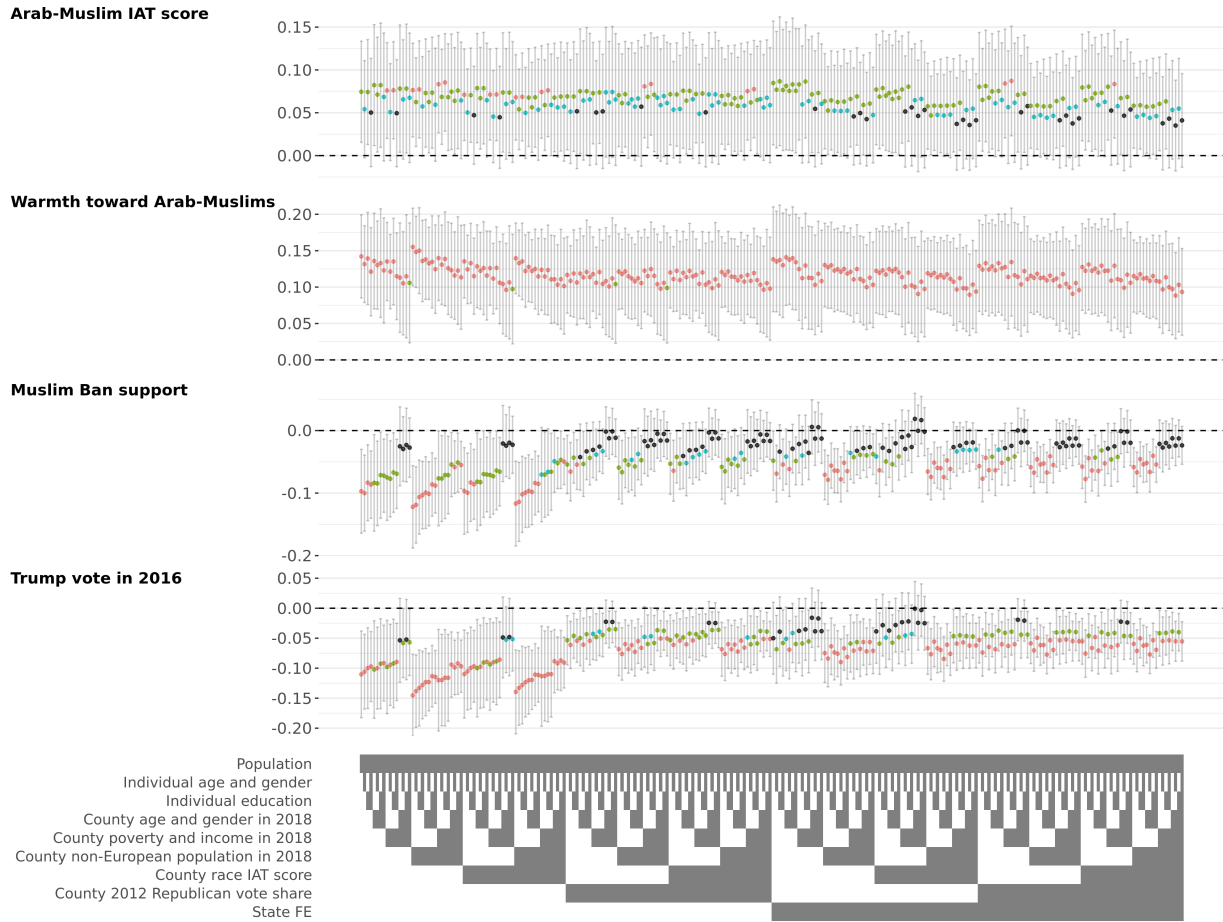 Arab-Muslim IAT score
0.15
0.10
0.05
0.00
Warmth toward Arab-Muslims
0.20
0.15
0.10
0.05
0.00
Muslim Ban support
0.0
-0.1
-0.2
Trump vote in 2016
0.05
0.00
-0.05
-0.10
-0.15
-0.20
Population
Individual age and gender
Individual education
County age and gender in 2018
County poverty and income in 2018
County non-European population in 2018
County race IAT score
County 2012 Republican vote share
State FE